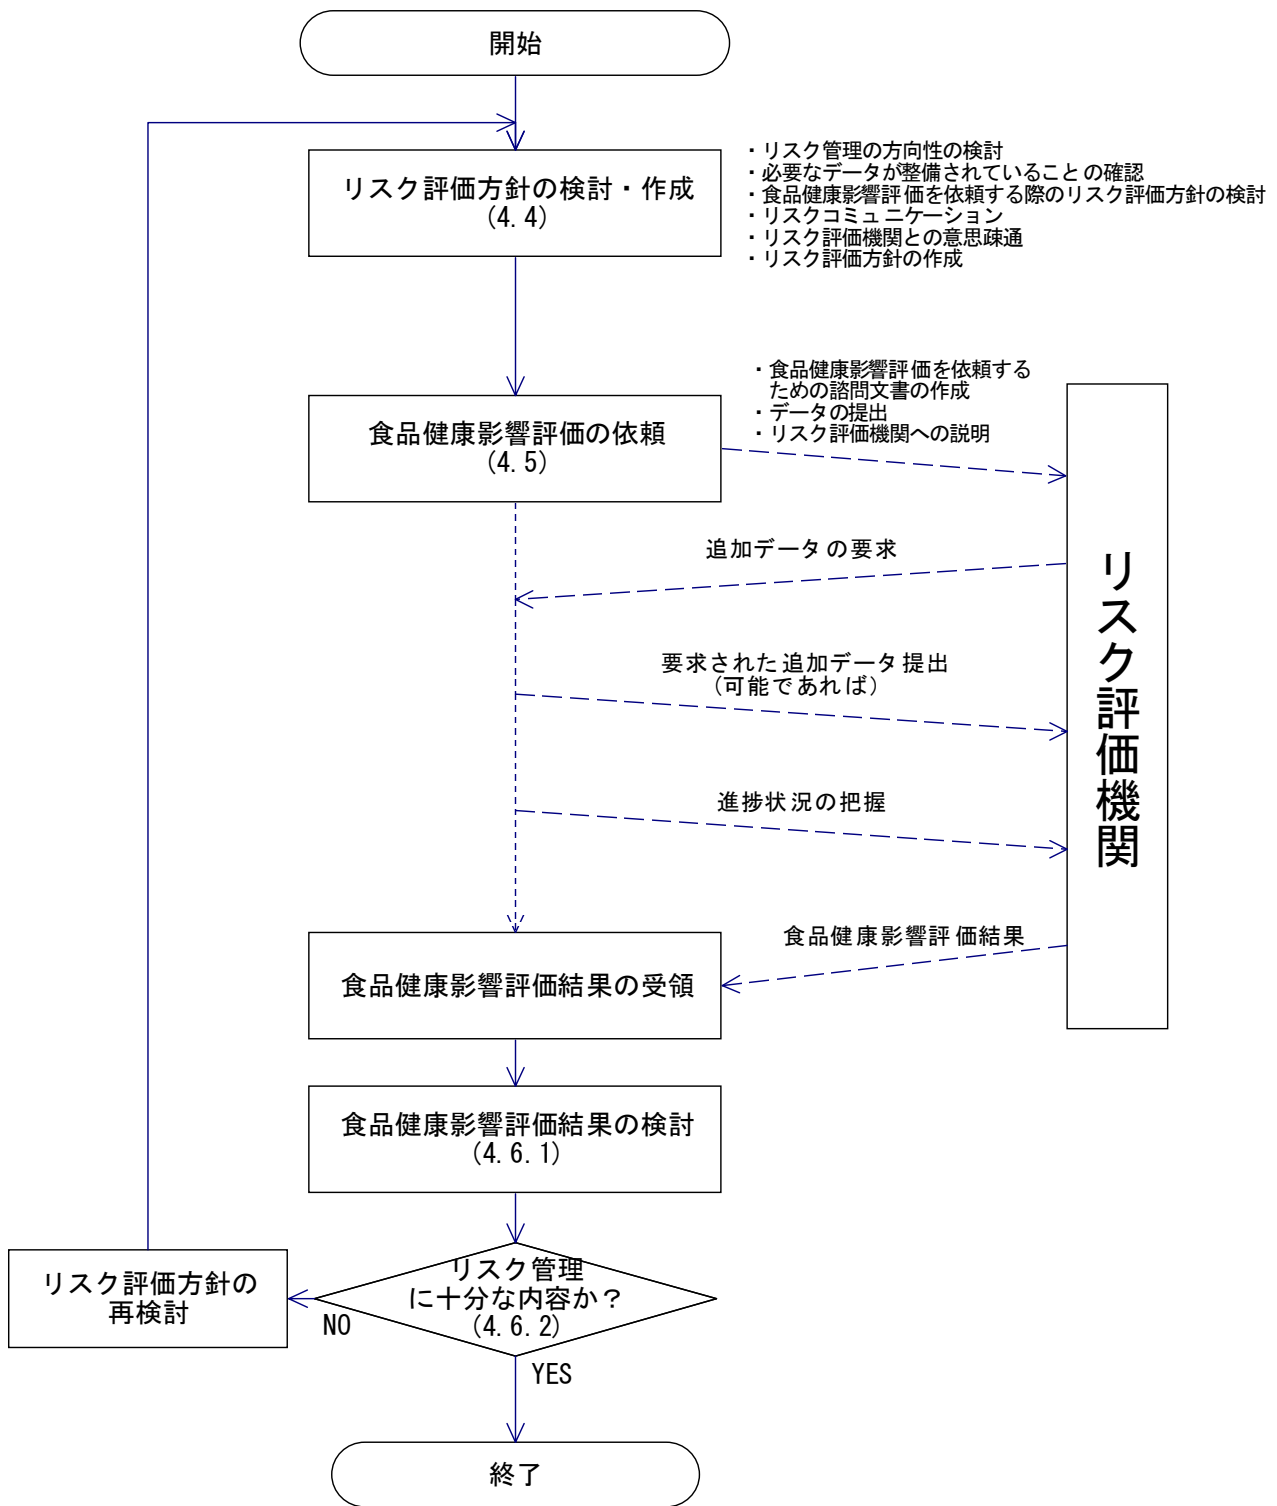 開始
リスク評価方針の検討・作成
(4.4)
・リスク管理の方向性の検討
・必要なデータが整備されていることの確認
・食品健康影響評価を依頼する際のリスク評価方針の検討
・リスクコミュニケーション
・リスク評価機関との意思疎通
・リスク評価方針の作成
食品健康影響評価の依頼
(4.5)
・食品健康影響評価を依頼する
ための諮問文書の作成
・データの提出
・リスク評価機関への説明
リスク評価機関
追加データの要求
要求された追加データ提出
(可能であれば)
進捗状況の把握
食品健康影響評価結果
食品健康影響評価結果の受領
食品健康影響評価結果の検討
(4.6.1)
リスク管理
に十分な内容か?
(4.6.2)
NO
リスク評価方針の
再検討
YES
終了